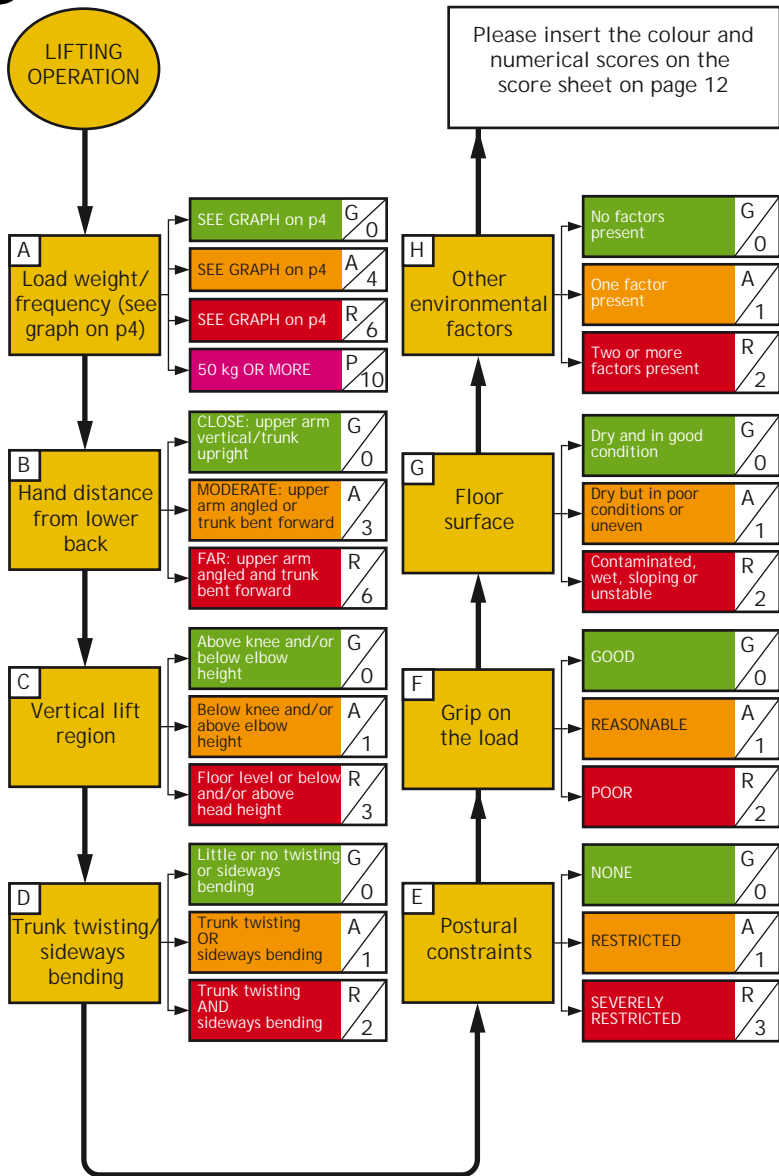 LIFTING
OPERATION
A
Load weight/
frequency (see
graph on p4)
SEE GRAPH on p4
G
0
SEE GRAPH on p4
A
4
SEE GRAPH on p4
R
6
50 kg OR MORE
P
10
B
Hand distance
from lower
back
CLOSE: upper arm
vertical/trunk
upright
G
0
MODERATE: upper
arm angled or
trunk bent forward
A
3
FAR: upper arm
angled and trunk
bent forward
R
6
C
Vertical lift
region
Above knee and/or
below elbow
height
G
0
Below knee and/or
above elbow
height
A
1
Floor level or below
and/or above
head height
R
3
D
Trunk twisting/
sideways
bending
Little or no twisting
or sideways
bending
G
0
Trunk twisting
OR
sideways bending
A
1
Trunk twisting
AND
sideways bending
R
2
E
Postural
constraints
NONE
G
0
RESTRICTED
A
1
SEVERELY
RESTRICTED
R
3
F
Grip on
the load
GOOD
G
0
REASONABLE
A
1
POOR
R
2
G
Floor
surface
Dry and in good
condition
G
0
Dry but in poor
conditions or
uneven
A
1
Contaminated,
wet, sloping or
unstable
R
2
H
Other
environmental
factors
No factors
present
G
0
One factor
present
A
1
Two or more
factors present
R
2
Please insert the colour and
numerical scores on the
score sheet on page 12